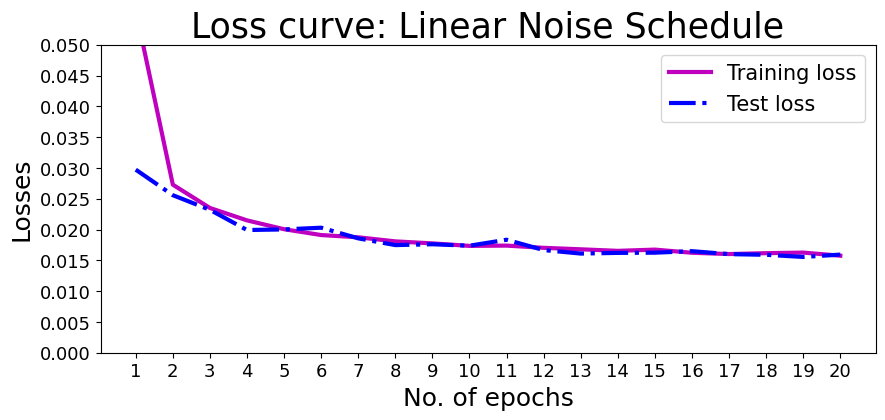 Loss curve: Linear Noise Schedule
Training loss
Test loss
Losses
0.050
0.045
0.040
0.035
0.030
0.025
0.020
0.015
0.010
0.005
0.000
1 2 3 4 5 6 7 8 9 10 11 12 13 14 15 16 17 18 19 20
No. of epochs